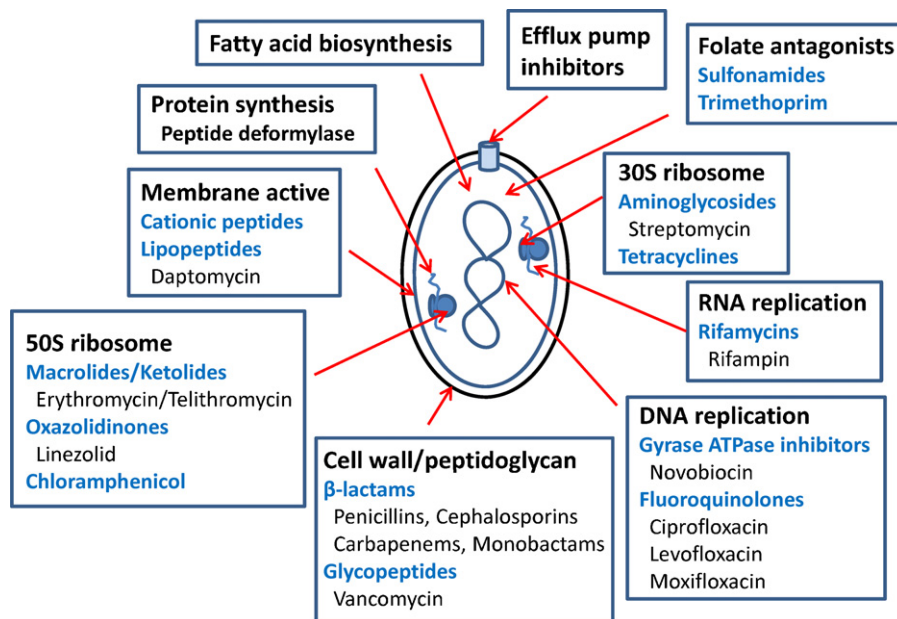 Fatty acid biosynthesis
Efflux pump
inhibitors
Folate antagonists
Sulfonamides
Trimethoprim
Protein synthesis
Peptide deformylase
Membrane active
Cationic peptides
Lipopeptides
Daptomycin
30S ribosome
Aminoglycosides
Streptomycin
Tetracyclines
RNA replication
Rifamycins
Rifampin
50S ribosome
Macrolides/Ketolides
Erythromycin/Telithromycin
Oxazolidinones
Linezolid
Chloramphenicol
Cell wall/peptidoglycan
β-lactams
Penicillins, Cephalosporins
Carbapenems, Monobactams
Glycopeptides
Vancomycin
DNA replication
Gyrase ATPase inhibitors
Novobiocin
Fluoroquinolones
Ciprofloxacin
Levofloxacin
Moxifloxacin